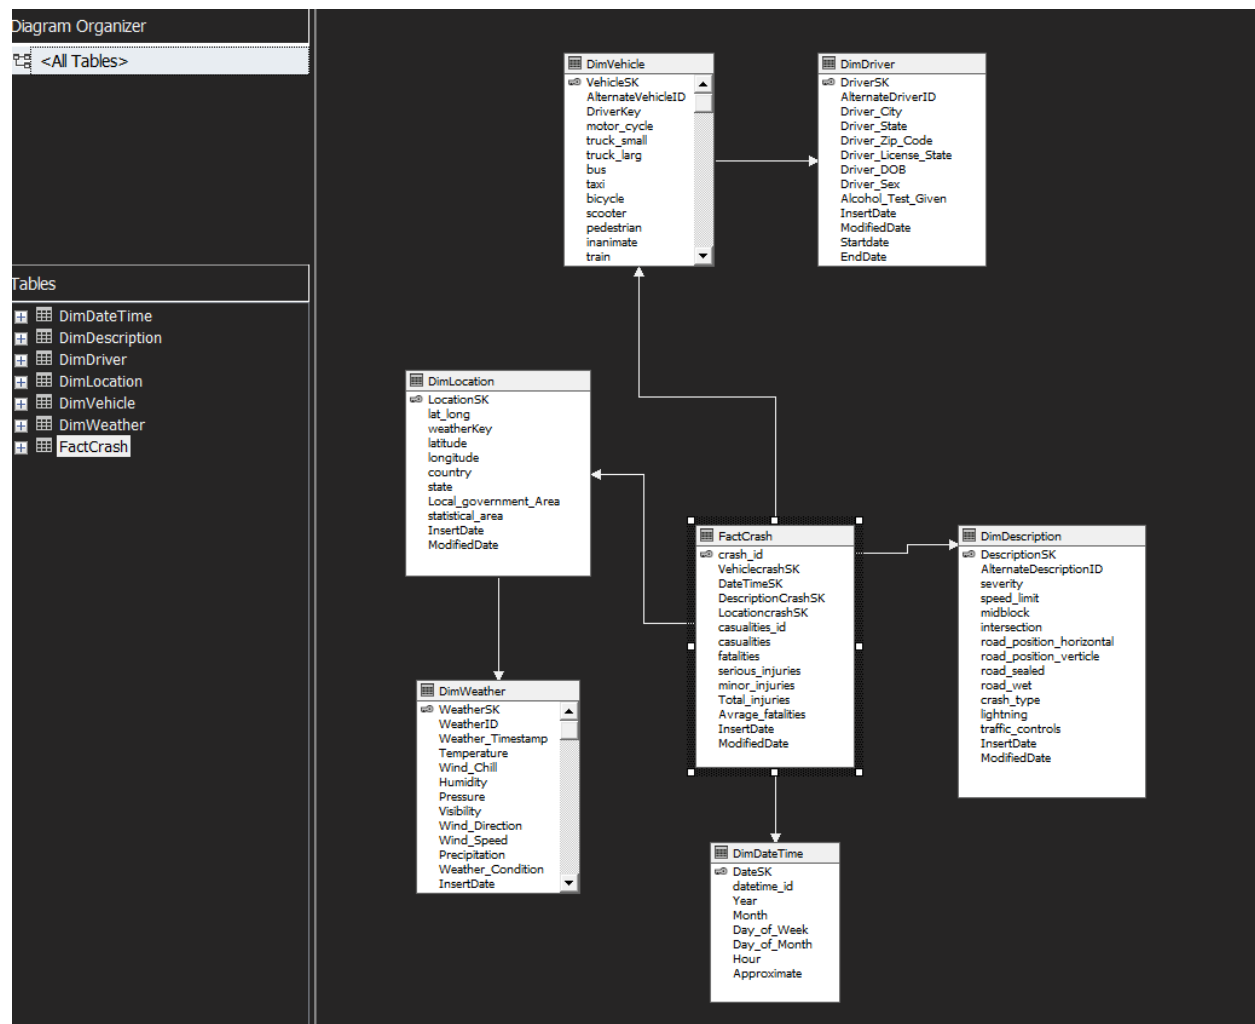 Diagram Organizer
<All Tables>
Tables
DimDateTime
DimDescription
DimDriver
DimLocation
DimVehicle
DimWeather
FactCrash
DimVehicle
VehicleSK
AlternateVehicleID
DriverKey
motor_cycle
truck_small
truck_larg
bus
taxi
bicycle
scooter
pedestrian
inanimate
train
DimDriver
DriverSK
AlternateDriverID
Driver_City
Driver_State
Driver_Zip_Code
Driver_License_State
Driver_DOB
Driver_Sex
Alcohol_Test_Given
InsertDate
ModifiedDate
Startdate
EndDate
DimLocation
LocationSK
lat_long
weatherKey
latitude
longitude
country
state
Local_government_Area
statistical_area
InsertDate
ModifiedDate
FactCrash
crash_id
VehiclecrashSK
DateTimeSK
DescriptionCrashSK
LocationcrashSK
casualities_id
casualities
fatalities
serious_injuries
minor_injuries
Total_injuries
Avrage_fatalities
InsertDate
ModifiedDate
DimDescription
DescriptionSK
AlternateDescriptionID
severity
speed_limit
midblock
intersection
road_position_horizontal
road_position_verticle
road_sealed
road_wet
crash_type
lightning
traffic_controls
InsertDate
ModifiedDate
DimWeather
WeatherSK
WeatherID
Weather_Timestamp
Temperature
Wind_Chill
Humidity
Pressure
Visibility
Wind_Direction
Wind_Speed
Precipitation
Weather_Condition
InsertDate
DimDateTime
DateSK
datetime_id
Year
Month
Day_of_Week
Day_of_Month
Hour
Approximate